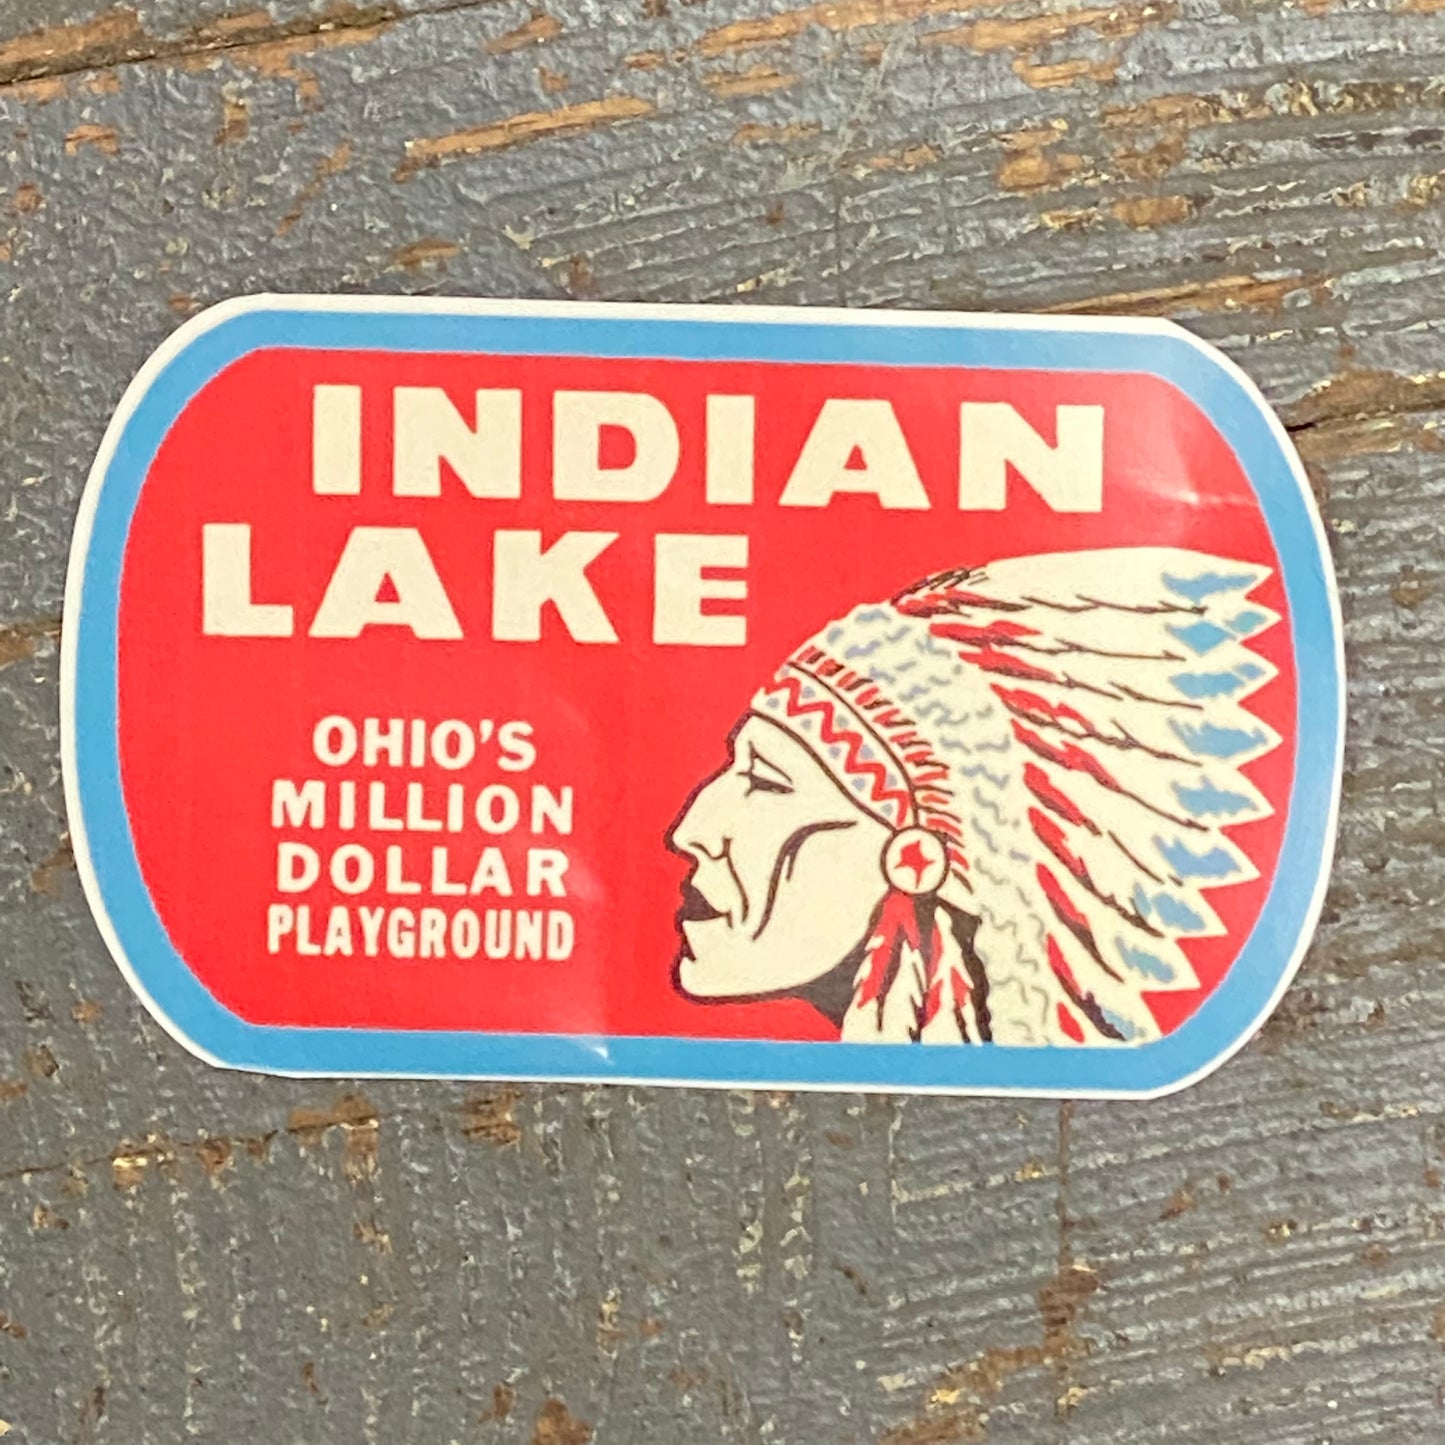 INDIAN
LAKE
OHIO'S
MILLION
DOLLAR
PLAYGROUND